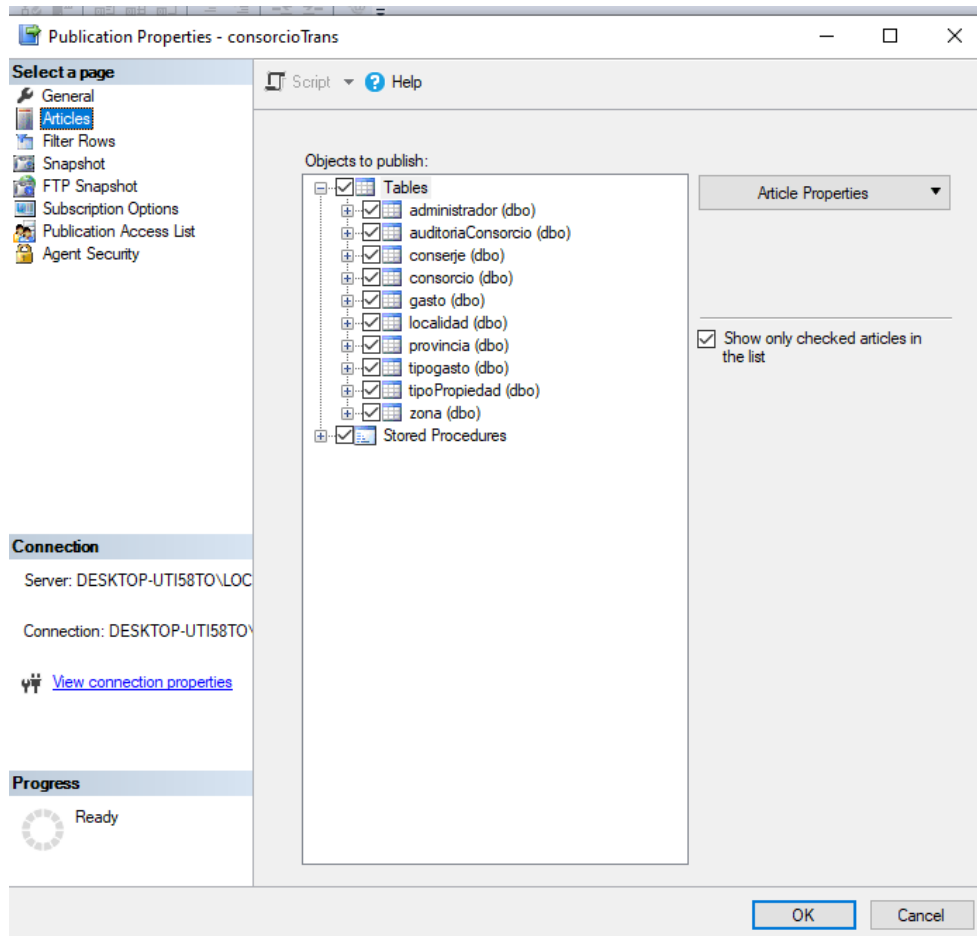 Publication Properties - consorcioTrans
Select a page
General
Articles
Filter Rows
Snapshot
FTP Snapshot
Subscription Options
Publication Access List
Agent Security
Script
Help
Objects to publish:
Tables
administrador (dbo)
auditoriaConsorcio (dbo)
conserje (dbo)
consorcio (dbo)
gasto (dbo)
localidad (dbo)
provincia (dbo)
tipogasto (dbo)
tipoPropiedad (dbo)
zona (dbo)
Stored Procedures
Article Properties
Show only checked articles in
the list
Connection
Server: DESKTOP-UTI58TO\LOC
Connection: DESKTOP-UTI58TO\
View connection properties
Progress
Ready
OK
Cancel